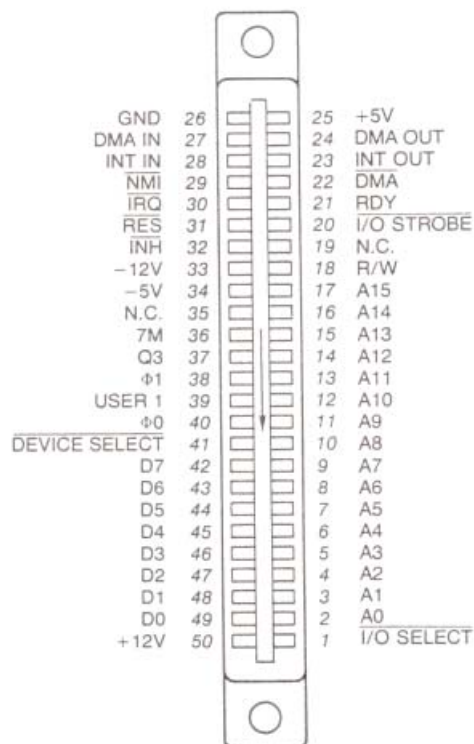 GND 26 25 +5V
DMA IN 27 24 DMA OUT
INT IN 28 23 INT OUT
NMI 29 22 DMA
IRQ 30 21 RDY
RES 31 20 I/O STROBE
INH 32 19 N.C.
−12V 33 18 R/W
−5V 34 17 A15
N.C. 35 16 A14
7M 36 15 A13
Q3 37 14 A12
Φ1 38 13 A11
USER 1 39 12 A10
Φ0 40 11 A9
DEVICE SELECT 41 10 A8
D7 42 9 A7
D6 43 8 A6
D5 44 7 A5
D4 45 6 A4
D3 46 5 A3
D2 47 4 A2
D1 48 3 A1
D0 49 2 A0
+12V 50 1 I/O SELECT